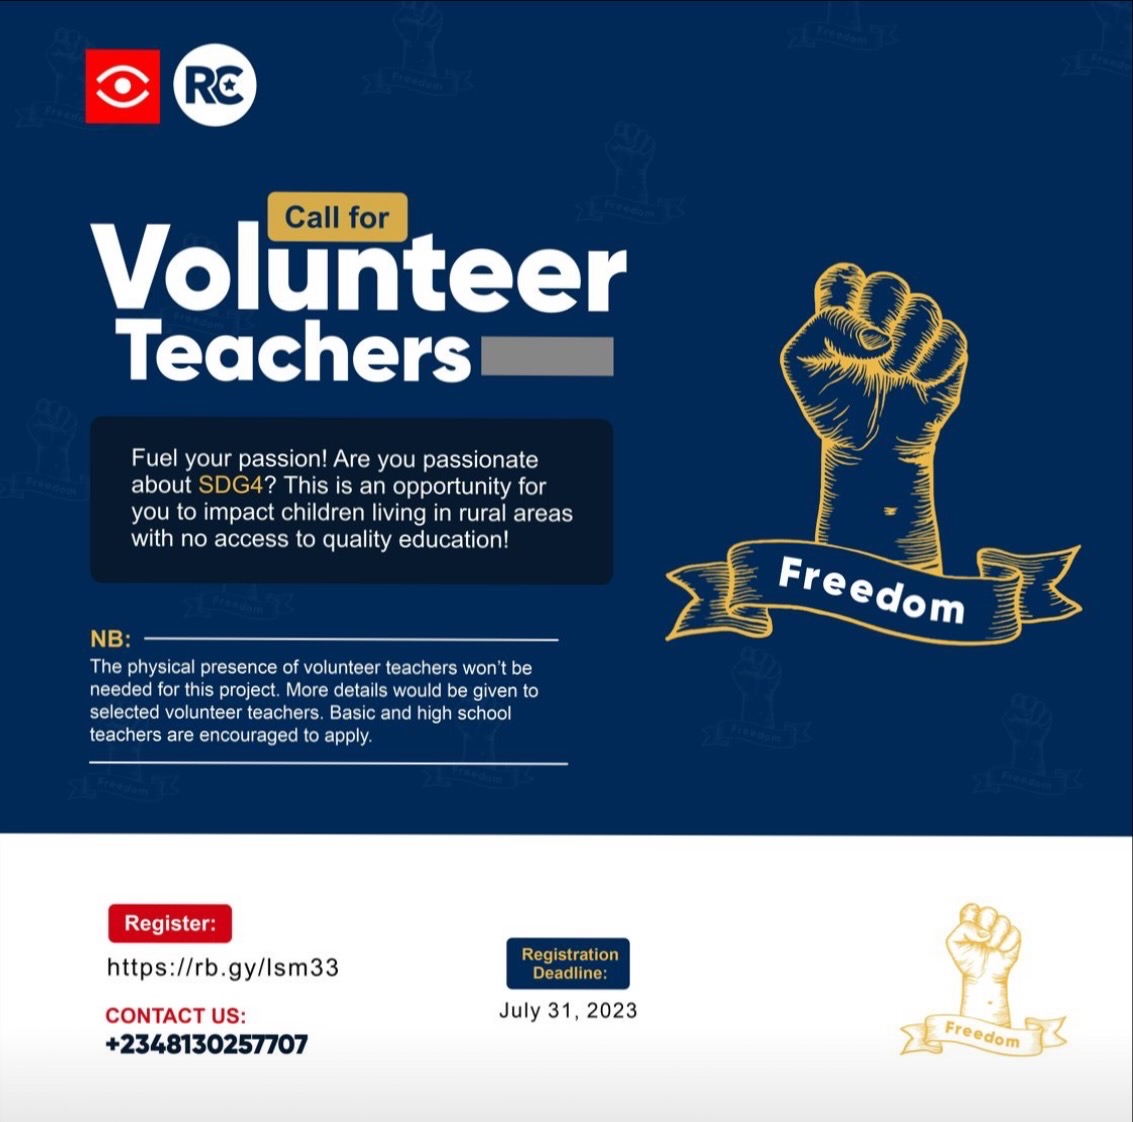 RC
Call for
Volunteer
Teachers
Fuel your passion! Are you passionate
about SDG4? This is an opportunity for
you to impact children living in rural areas
with no access to quality education!
Freedom
NB:
The physical presence of volunteer teachers won't be
needed for this project. More details would be given to
selected volunteer teachers. Basic and high school
teachers are encouraged to apply.
Register:
https://rb.gy/lsm33
CONTACT US:
+2348130257707
Registration
Deadline:
July 31, 2023
Freedom